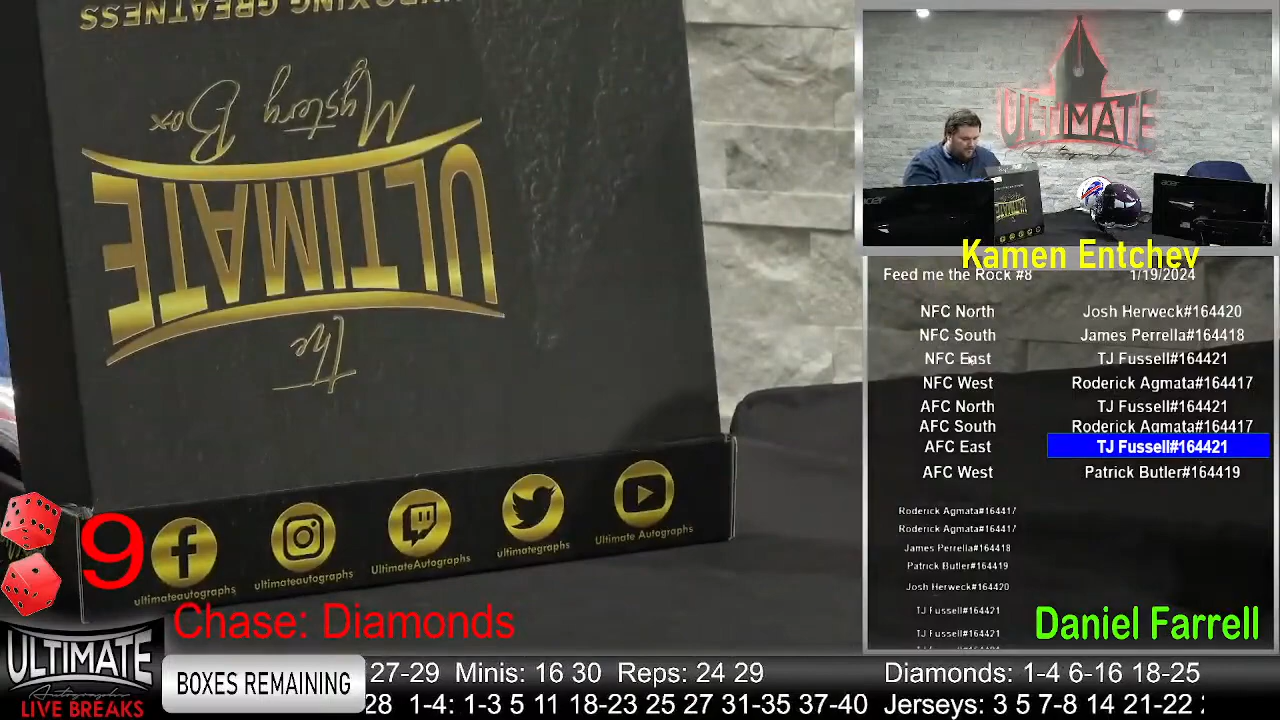 UNBOXING GREATNESS
Mystery Box
ULTIMATE
The
ultimateautographs
ultimateautographs
UltimateAutographs
ultimategraphs
Ultimate Autographs
9
Chase: Diamonds
ULTIMATE
acer
acer
Kamen Entchev
Feed me the Rock #8 1/19/2024
NFC North Josh Herweck#164420
NFC South James Perrella#164418
NFC East TJ Fussell#164421
NFC West Roderick Agmata#164417
AFC North TJ Fussell#164421
AFC South Roderick Agmata#164417
AFC East TJ Fussell#164421
AFC West Patrick Butler#164419
Roderick Agmata#164417
Roderick Agmata#164417
James Perrella#164418
Patrick Butler#164419
Josh Herweck#164420
TJ Fussell#164421
TJ Fussell#164421
Daniel Farrell
ULTIMATE
Autographs
LIVE BREAKS
BOXES REMAINING
27-29 Minis: 16 30 Reps: 24 29 Diamonds: 1-4 6-16 18-25
28 1-4: 1-3 5 11 18-23 25 27 31-35 37-40 Jerseys: 3 5 7-8 14 21-22